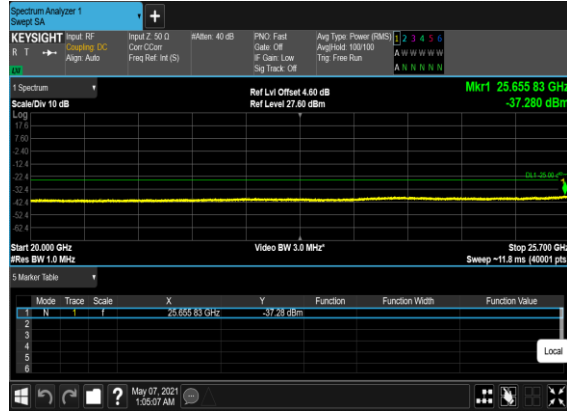 Spectrum Analyzer 1
Swept SA
+
KEYSIGHT Input: RF Input Z: 50 Ω #Atten: 40 dB PNO: Fast Avg Type: Power (RMS) 1 2 3 4 5 6
R T Coupling: DC Corr CCorr Gate: Off Avg|Hold: 100/100 A W W W W W
Align: Auto Freq Ref: Int (S) IF Gain: Low Trig: Free Run
LW Sig Track: Off A N N N N N
1 Spectrum Ref Lvl Offset 4.60 dB Mkr1 25.655 83 GHz
Scale/Div 10 dB Ref Level 27.60 dBm -37.280 dBm
Log
17.6
7.60
-2.40
-12.4
-22.4 DL1 -25.00
-32.4
-42.4
-52.4
-62.4
Start 20.000 GHz Video BW 3.0 MHz* Stop 25.700 GHz
#Res BW 1.0 MHz Sweep ~11.8 ms (40001 pts
5 Marker Table
Mode Trace Scale X Y Function Function Width Function Value
1 N 1 f 25.655 83 GHz -37.28 dBm
2
3
4
5
6
Local
? May 07, 2021
1:05:07 AM